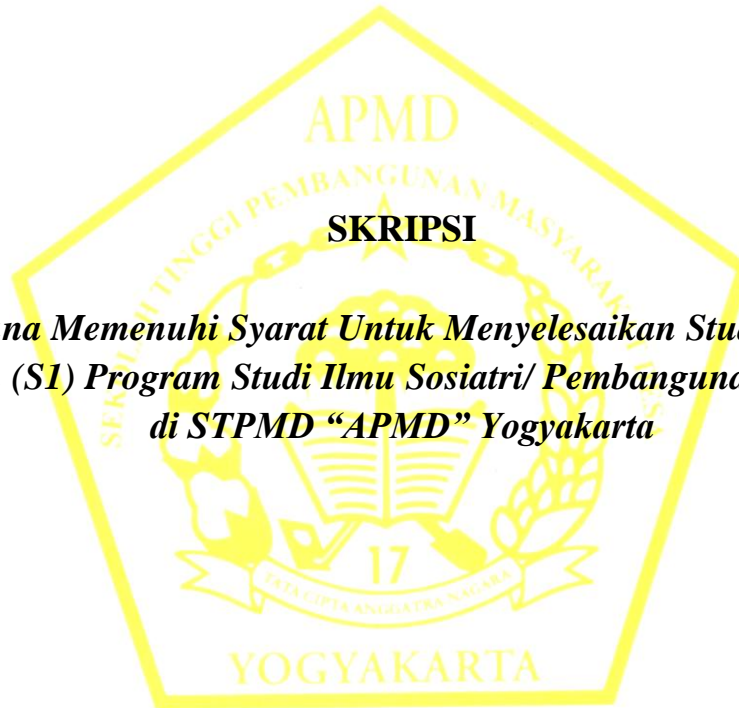 APMD
SEKOLAH TINGGI PEMBANGUNAN MASYARAKAT DESA
SKRIPSI
na Memenuhi Syarat Untuk Menyelesaikan Stu
(S1) Program Studi Ilmu Sosiatri/ Pembanguna
di STPMD “APMD” Yogyakarta
17
TATA CIPTA ANGGATRA NAGARA
YOGYAKARTA